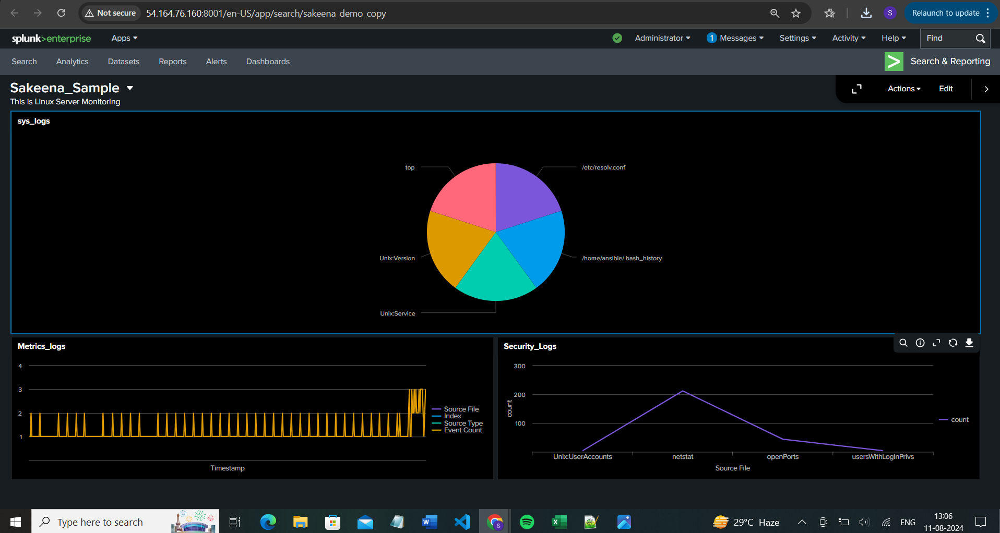 Not secure 54.164.76.160:8001/en-US/app/search/sakeena_demo_copy S Relaunch to update
splunk>enterprise Apps Administrator 1 Messages Settings Activity Help Find
Search Analytics Datasets Reports Alerts Dashboards > Search & Reporting
Sakeena_Sample Actions Edit
This is Linux Server Monitoring
sys_logs
top /etc/resolv.conf
Unix:Version /home/ansible/.bash_history
Unix:Service
Metrics_logs
4
3
2
1
Source File
Index
Source Type
Event Count
Timestamp
Security_Logs
300
200
100
count
count
Unix:UserAccounts netstat openPorts usersWithLoginPrivs
Source File
Type here to search W S X 29°C Haze ENG 13:06
11-08-2024